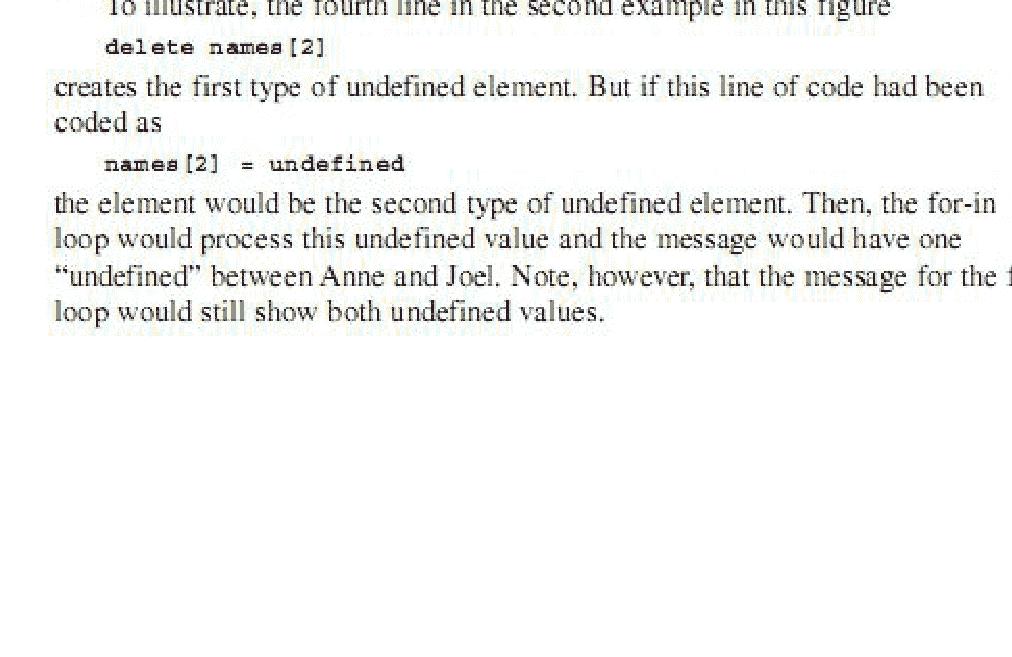 To illustrate, the fourth line in the second example in this figure
delete names[2]
creates the first type of undefined element. But if this line of code had been
coded as
names[2] = undefined
the element would be the second type of undefined element. Then, the for-in
loop would process this undefined value and the message would have one
“undefined” between Anne and Joel. Note, however, that the message for the
loop would still show both undefined values.